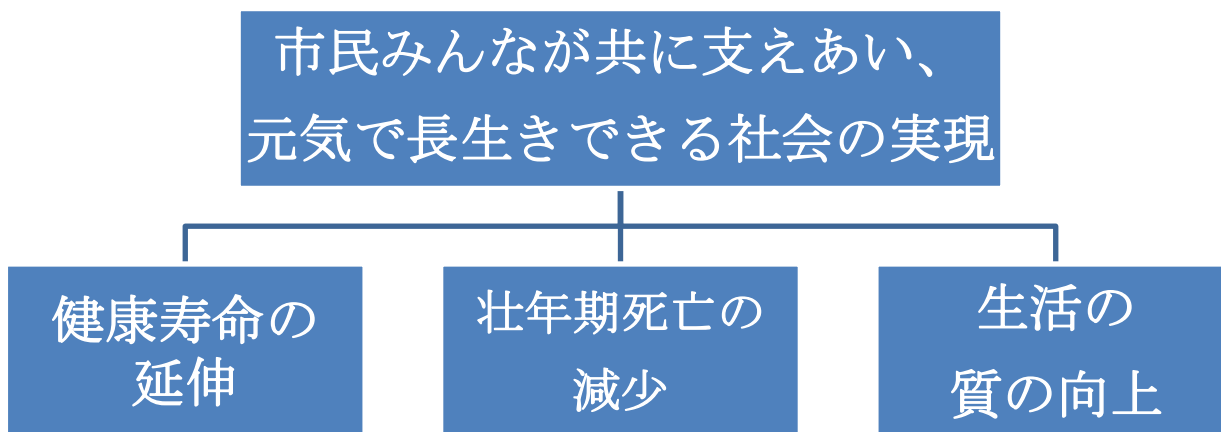 市民みんなが共に支えあい、
元気で長生きできる社会の実現
健康寿命の
延伸
壮年期死亡の
減少
生活の
質の向上